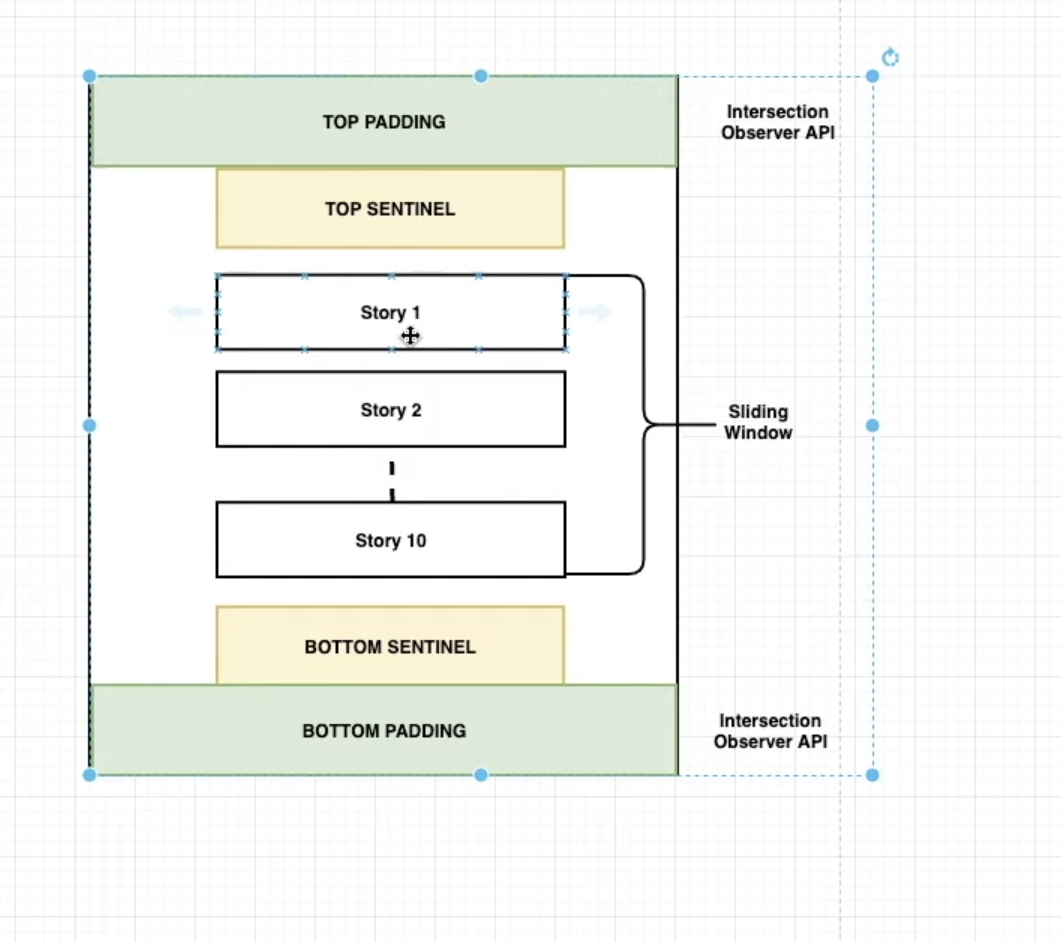 TOP PADDING
Intersection
Observer API
TOP SENTINEL
Story 1
Story 2
Sliding
Window
Story 10
BOTTOM SENTINEL
BOTTOM PADDING
Intersection
Observer API